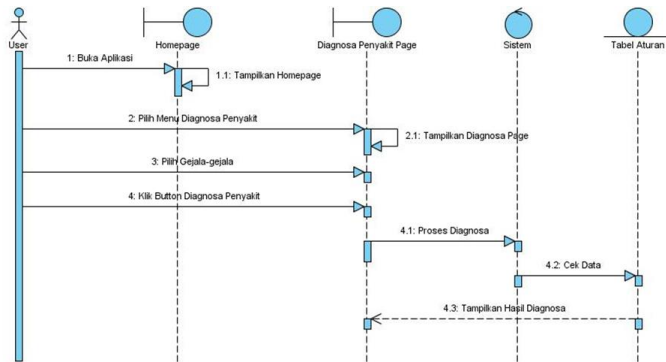 User
Homepage
Diagnosa Penyakit Page
Sistem
Tabel Aturan
1: Buka Aplikasi
1.1: Tampilkan Homepage
2: Pilih Menu Diagnosa Penyakit
2.1: Tampilkan Diagnosa Page
3: Pilih Gejala-gejala
4: Klik Button Diagnosa Penyakit
4.1: Proses Diagnosa
4.2: Cek Data
4.3: Tampilkan Hasil Diagnosa